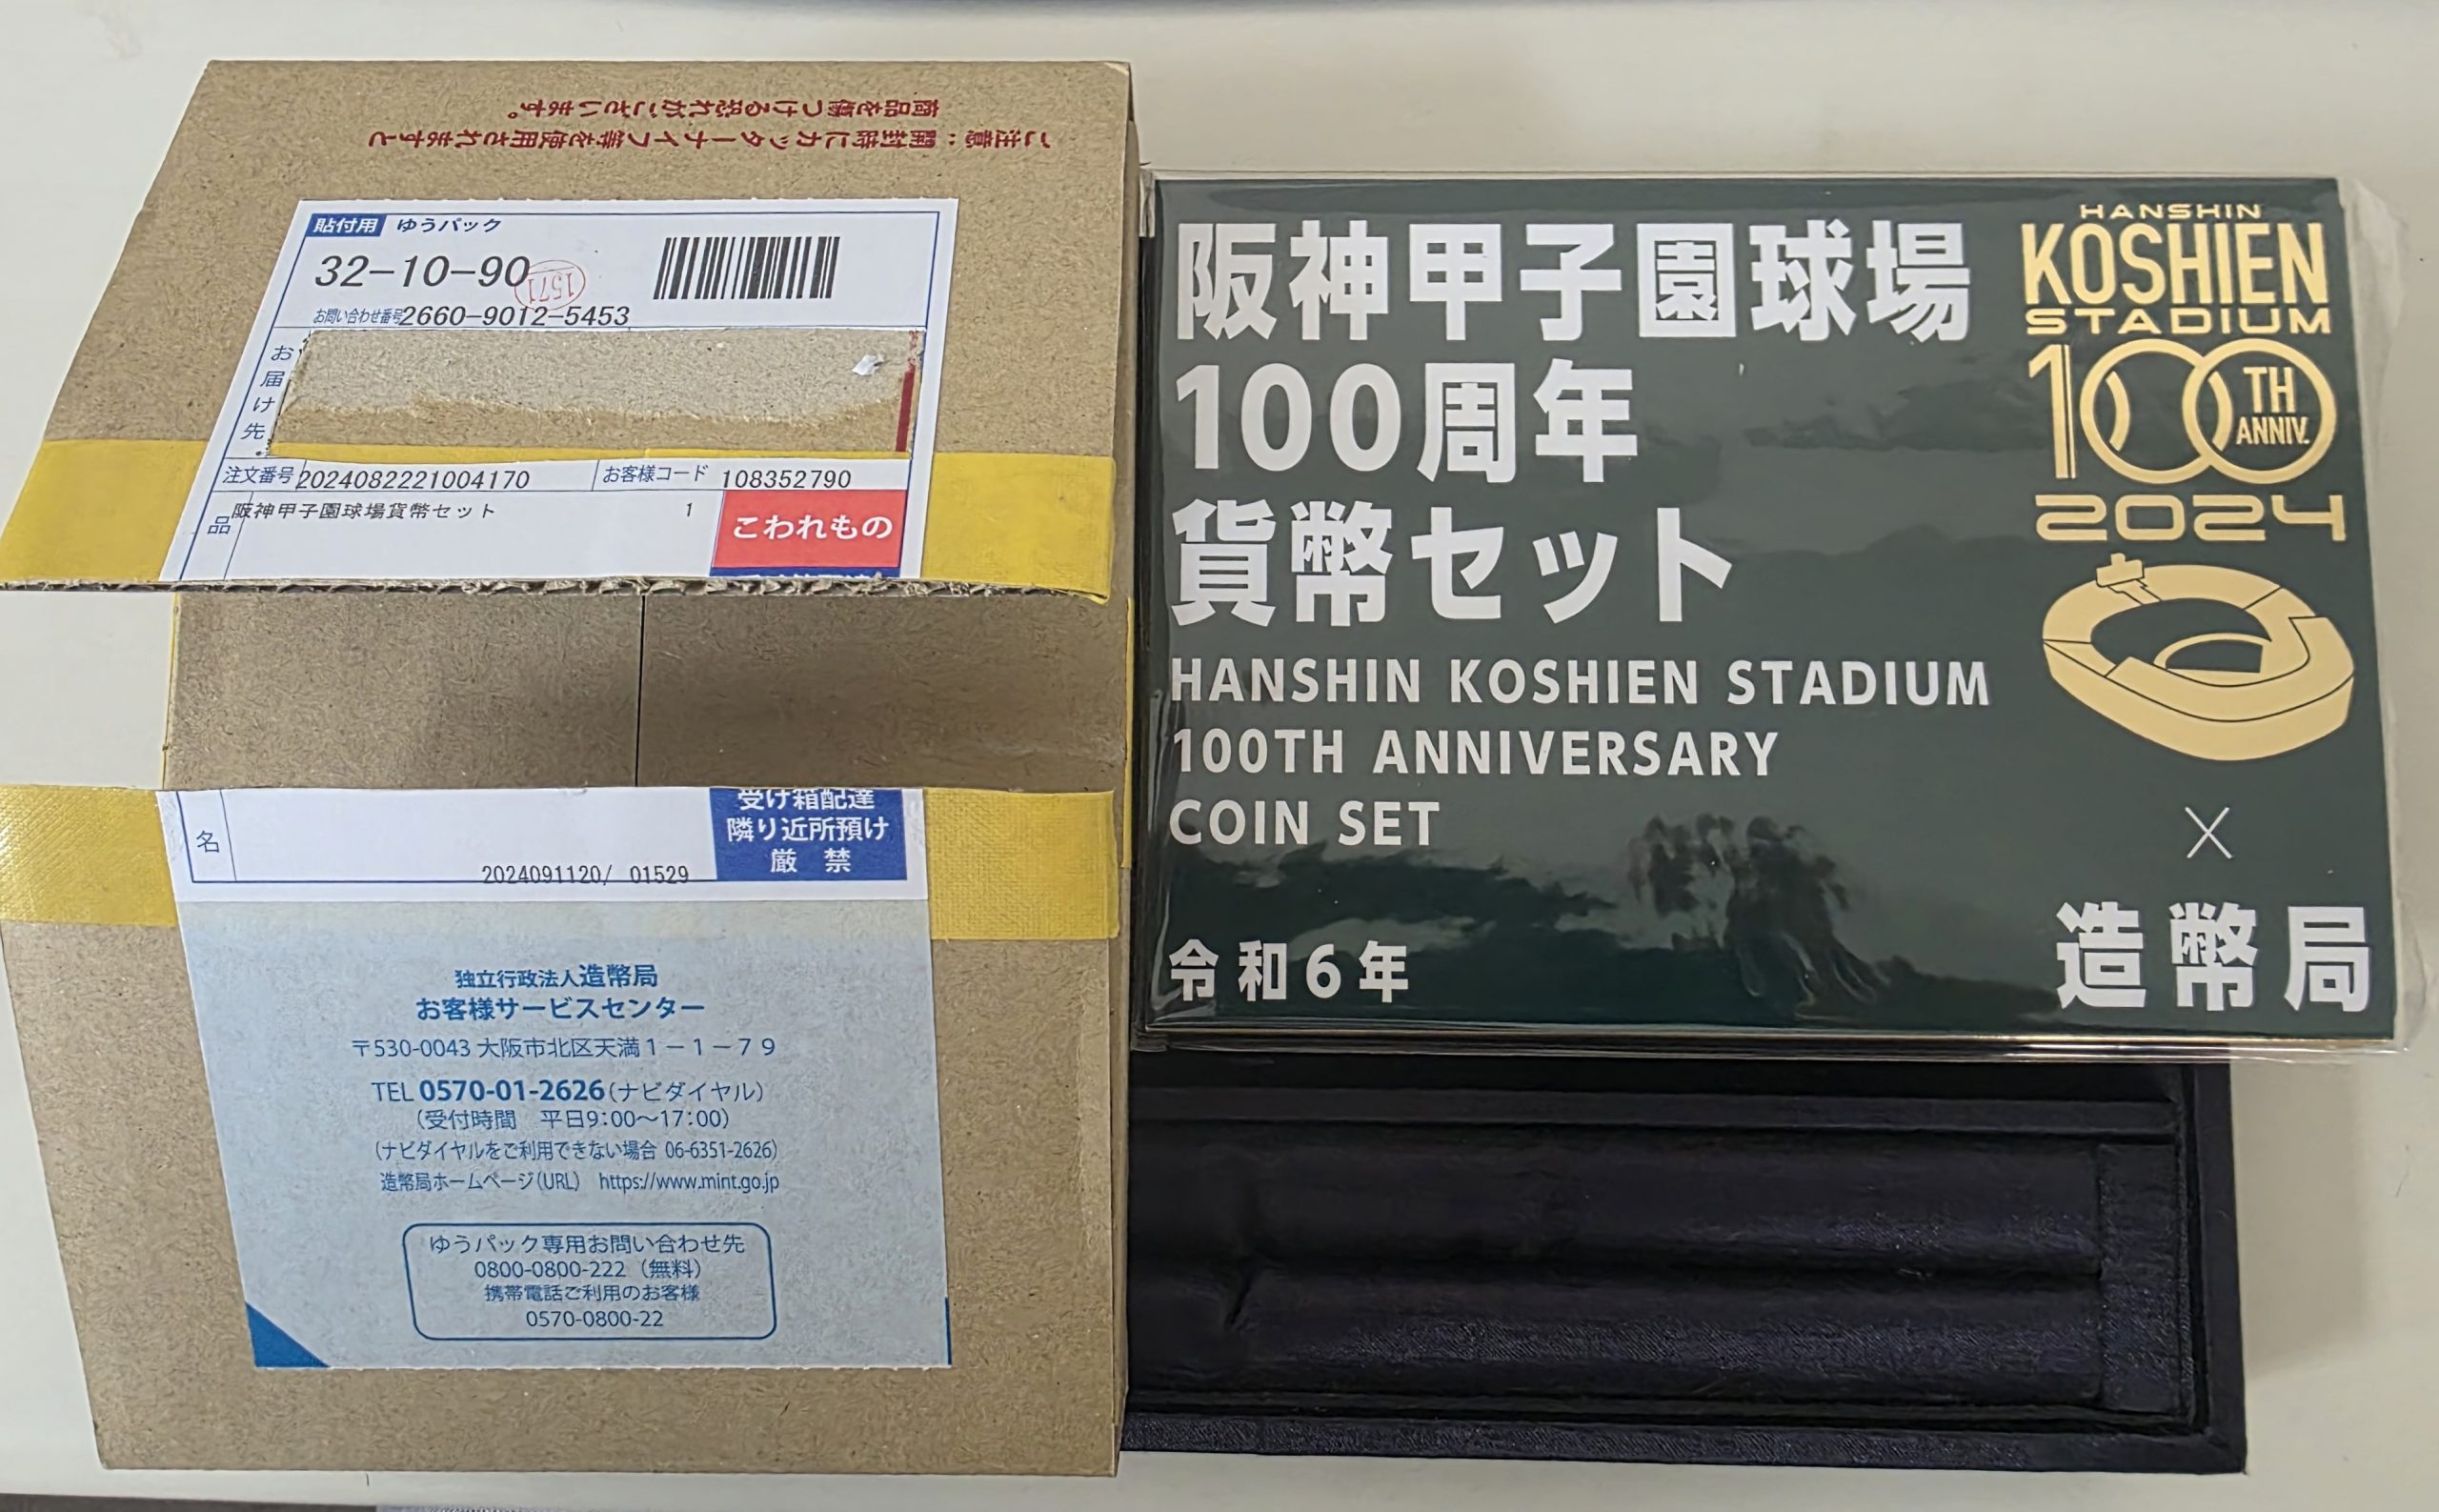 ご注意：開封時にカッターナイフ等を使用されますと
商品を傷つける恐れがございます。
貼付用 ゆうパック
32-10-90
1571
お問い合わせ番号2660-9012-5453
お届け先
注文番号 2024082221004170 お客様コード 108352790
品 阪神甲子園球場貨幣セット 1
こわれもの
名
受け箱配達
隣り近所預け
厳 禁
2024091120/ 01529
独立行政法人造幣局
お客様サービスセンター
〒530-0043 大阪市北区天満1－1－79
TEL 0570-01-2626(ナビダイヤル)
(受付時間 平日9:00〜17:00)
(ナビダイヤルをご利用できない場合 06-6351-2626)
造幣局ホームページ(URL) https://www.mint.go.jp
ゆうパック専用お問い合わせ先
0800-0800-222 (無料)
携帯電話ご利用のお客様
0570-0800-22
阪神甲子園球場
100周年
貨幣セット
HANSHIN KOSHIEN STADIUM
100TH ANNIVERSARY
COIN SET
令和6年
HANSHIN
KOSHIEN
STADIUM
100TH
ANNIV.
2024
×
造幣局